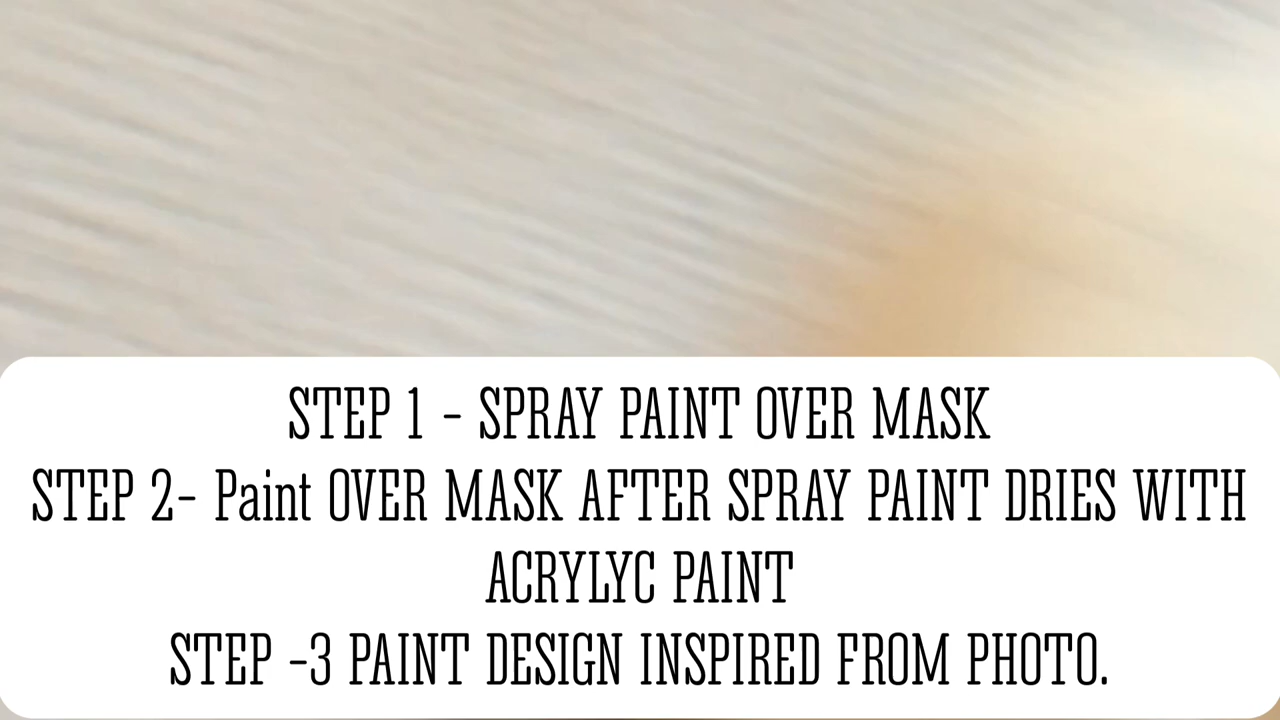 STEP 1 - SPRAY PAINT OVER MASK
STEP 2- Paint OVER MASK AFTER SPRAY PAINT DRIES WITH
ACRYLYC PAINT
STEP -3 PAINT DESIGN INSPIRED FROM PHOTO.